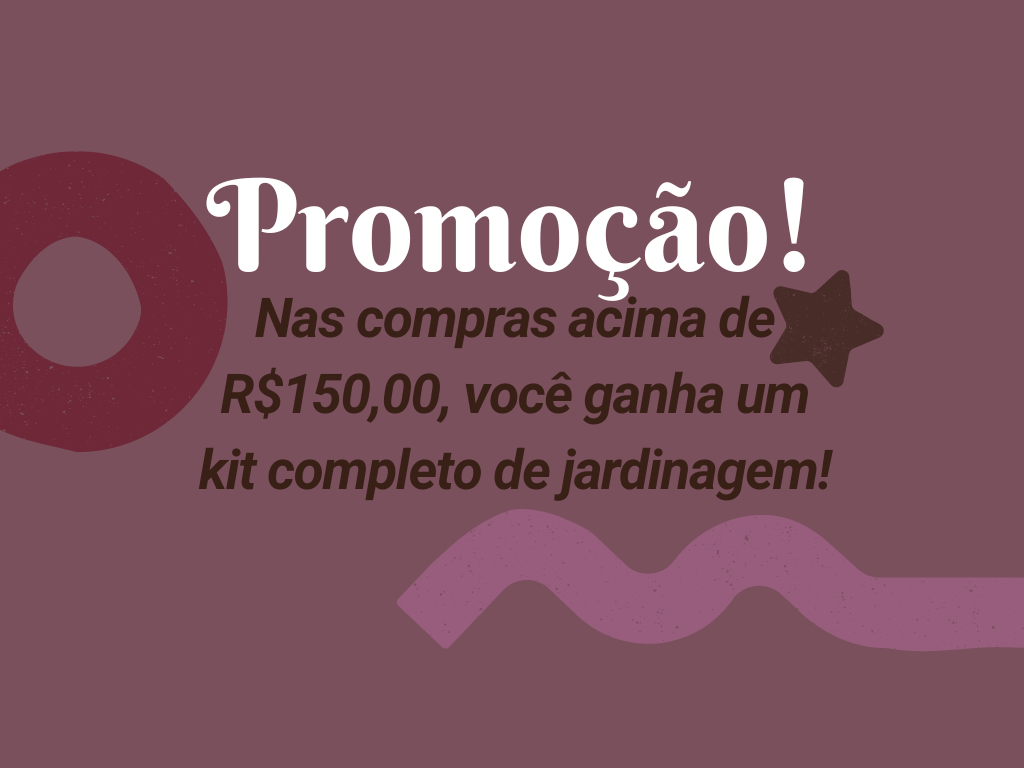 Promoção!
Nas compras acima de
R$150,00, você ganha um
kit completo de jardinagem!